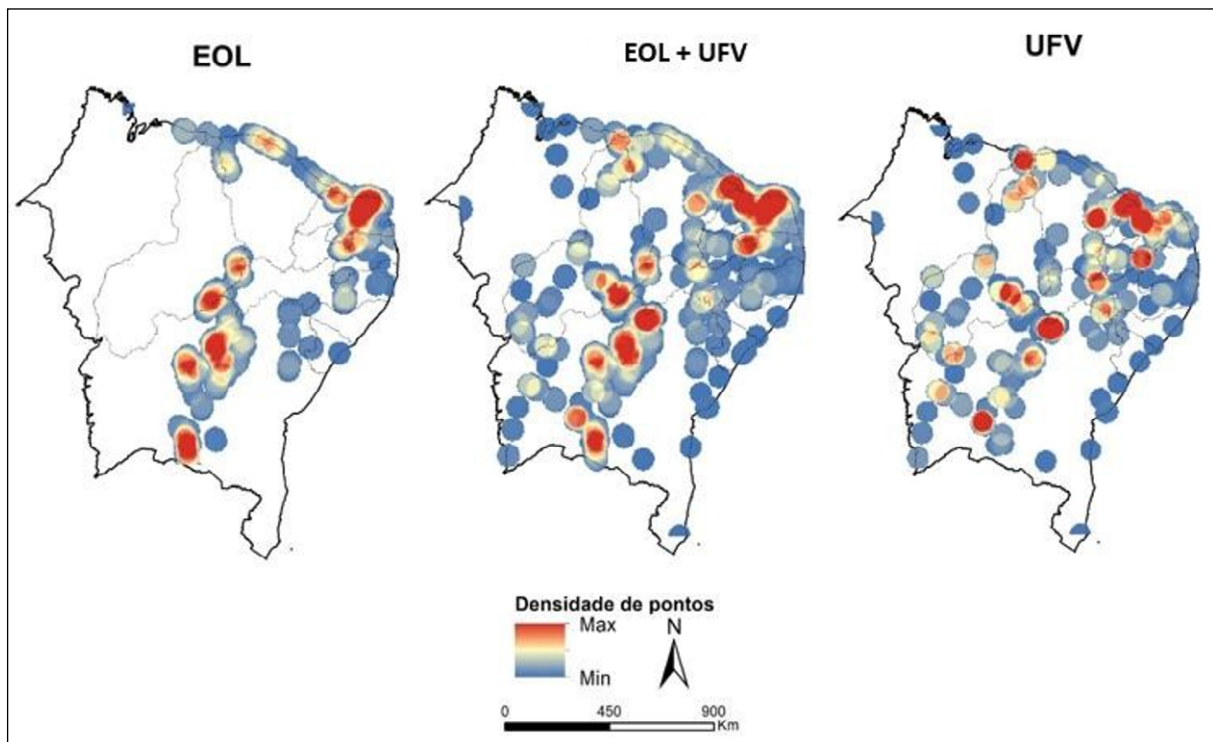 EOL
EOL + UFV
UFV
Densidade de pontos
Max
Min
N
0 450 900
Km